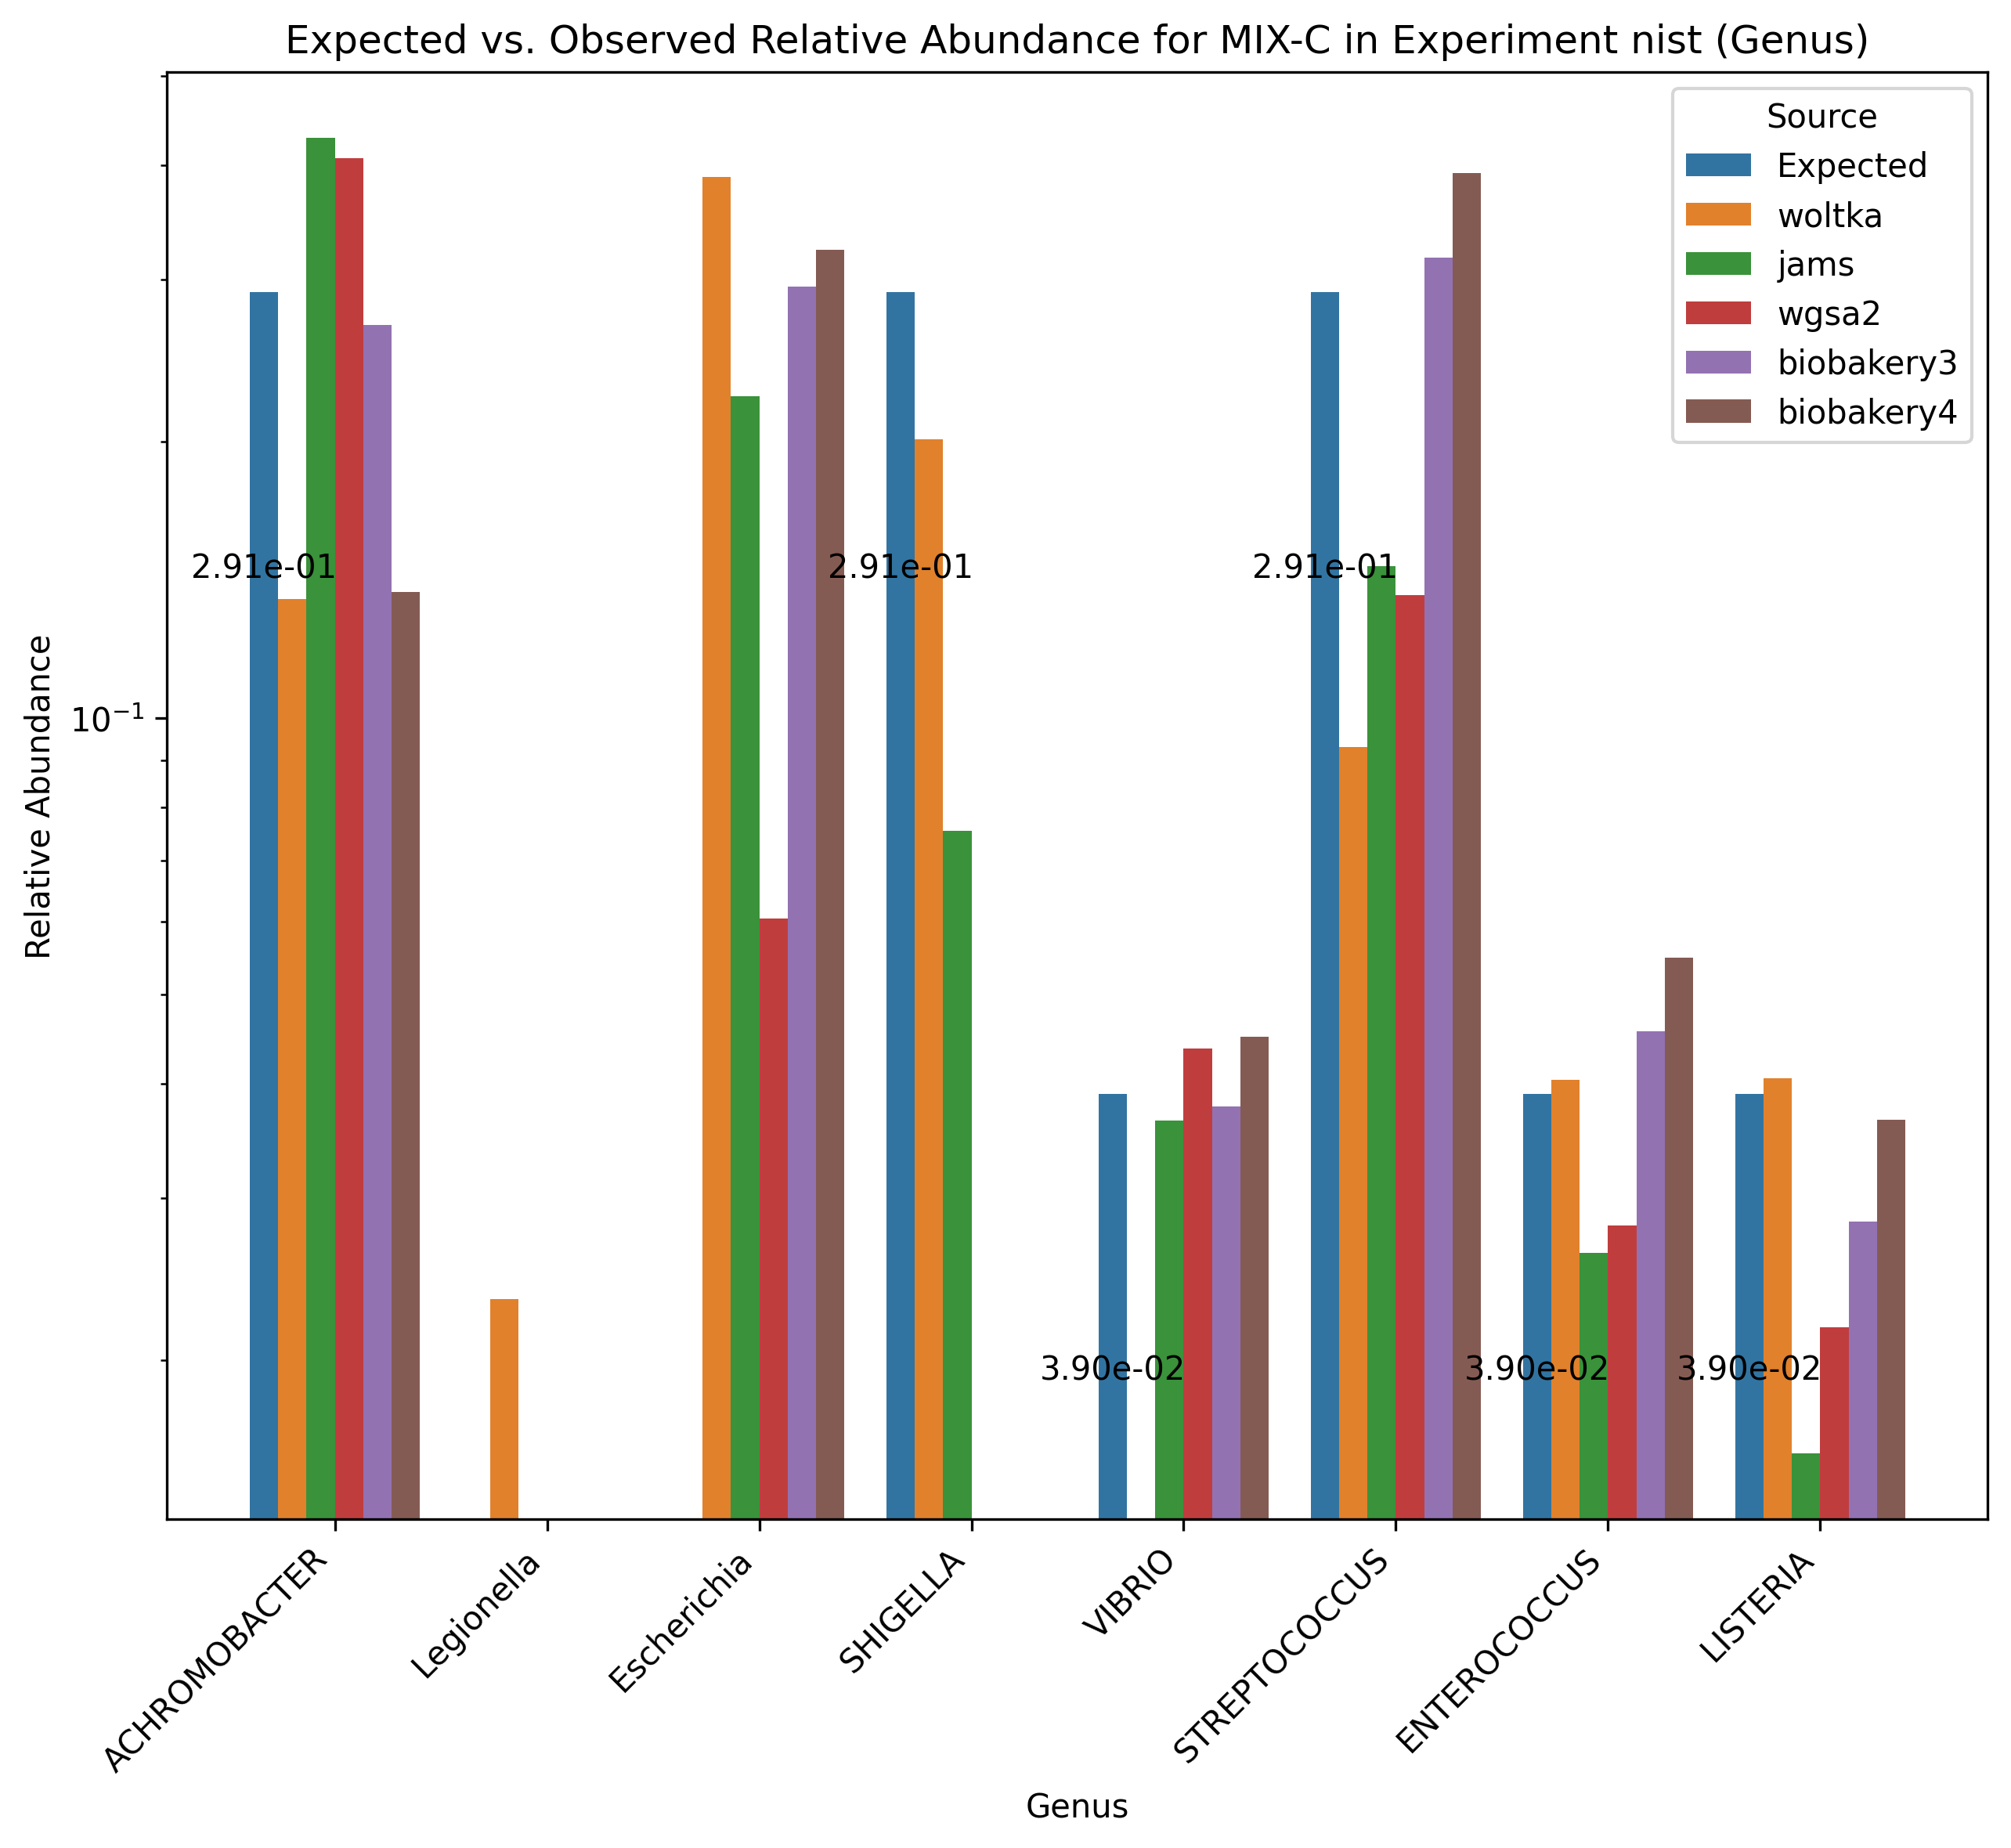 Expected vs. Observed Relative Abundance for MIX-C in Experiment nist (Genus)
Source
Expected
woltka
jams
wgsa2
biobakery3
biobakery4
2.91e-01
2.91e-01
2.91e-01
3.90e-02
3.90e-02
3.90e-02
10⁻¹
Relative Abundance
ACHROMOBACTER
Legionella
Escherichia
SHIGELLA
VIBRIO
STREPTOCOCCUS
ENTEROCOCCUS
LISTERIA
Genus